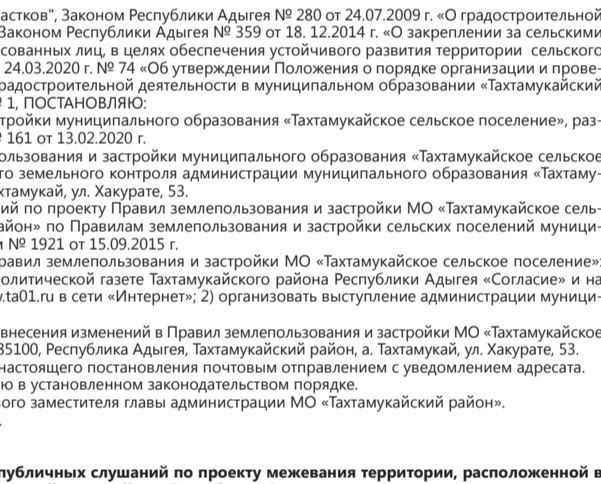 астков", Законом Республики Адыгея № 280 от 24.07.2009 г. «О градостроительной
Законом Республики Адыгея № 359 от 18. 12.2014 г. «О закреплении за сельскими
сованных лиц, в целях обеспечения устойчивого развития территории сельского
24.03.2020 г. № 74 «Об утверждении Положения о порядке организации и прове-
радостроительной деятельности в муниципальном образовании «Тахтамукайский
№ 1, ПОСТАНОВЛЯЮ:
тройки муниципального образования «Тахтамукайское сельское поселение», раз-
№ 161 от 13.02.2020 г.
ользования и застройки муниципального образования «Тахтамукайское сельское
го земельного контроля администрации муниципального образования «Тахтаму-
хтамукай, ул. Хакурате, 53.
ий по проекту Правил землепользования и застройки МО «Тахтамукайское сель-
айон» по Правилам землепользования и застройки сельских поселений муници-
м № 1921 от 15.09.2015 г.
равил землепользования и застройки МО «Тахтамукайское сельское поселение»:
олитической газете Тахтамукайского района Республики Адыгея «Согласие» и на
w.ta01.ru в сети «Интернет»; 2) организовать выступление администрации муници-
внесения изменений в Правил землепользования и застройки МО «Тахтамукайское
85100, Республика Адыгея, Тахтамукайский район, а. Тахтамукай, ул. Хакурате, 53.
настоящего постановления почтовым отправлением с уведомлением адресата.
ю в установленном законодательством порядке.
вого заместителя главы администрации МО «Тахтамукайский район».
.
публичных слушаний по проекту межевания территории, расположенной в